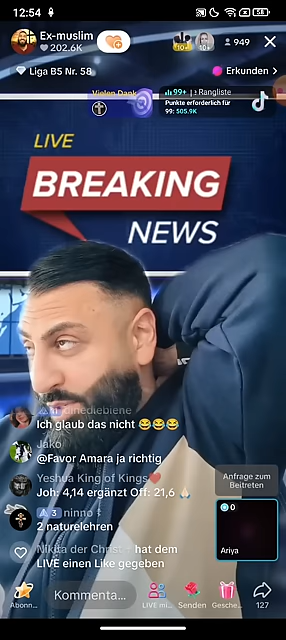 12:54
58
Ex-muslim
202.6K
10+
10+
949
Liga B5 Nr. 58
Erkunden >
Vielen Dank
99+ | Rangliste
Punkte erforderlich für
99: 505.9K
LIVE
BREAKING
NEWS
Ich glaub das nicht 😂😂😂
Jako
@Favor Amara ja richtig
Yeshua King of Kings❤️
Joh: 4,14 ergänzt Off: 21,6 🙏🏻
3 ninno
2 naturelehren
Nikita der Christ hat dem
LIVE einen Like gegeben
Anfrage zum
Beitreten
0
Ariya
Abonn...
Kommenta...
LIVE mi...
Senden
Gesche...
127